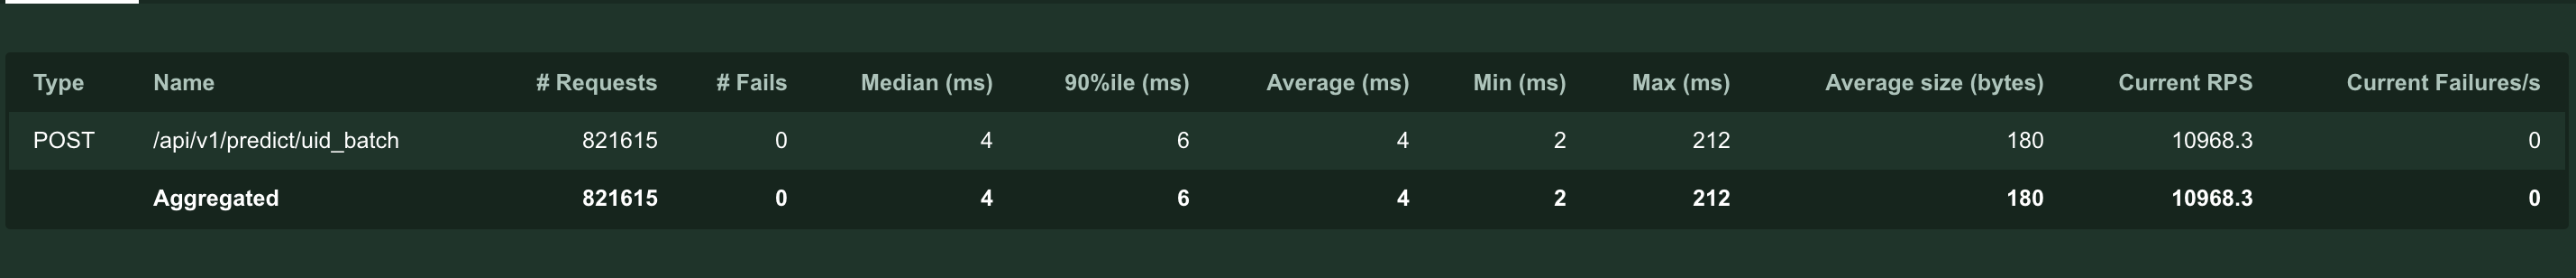 Type Name # Requests # Fails Median (ms) 90%ile (ms) Average (ms) Min (ms) Max (ms) Average size (bytes) Current RPS Current Failures/s
POST /api/v1/predict/uid_batch 821615 0 4 6 4 2 212 180 10968.3 0
Aggregated 821615 0 4 6 4 2 212 180 10968.3 0